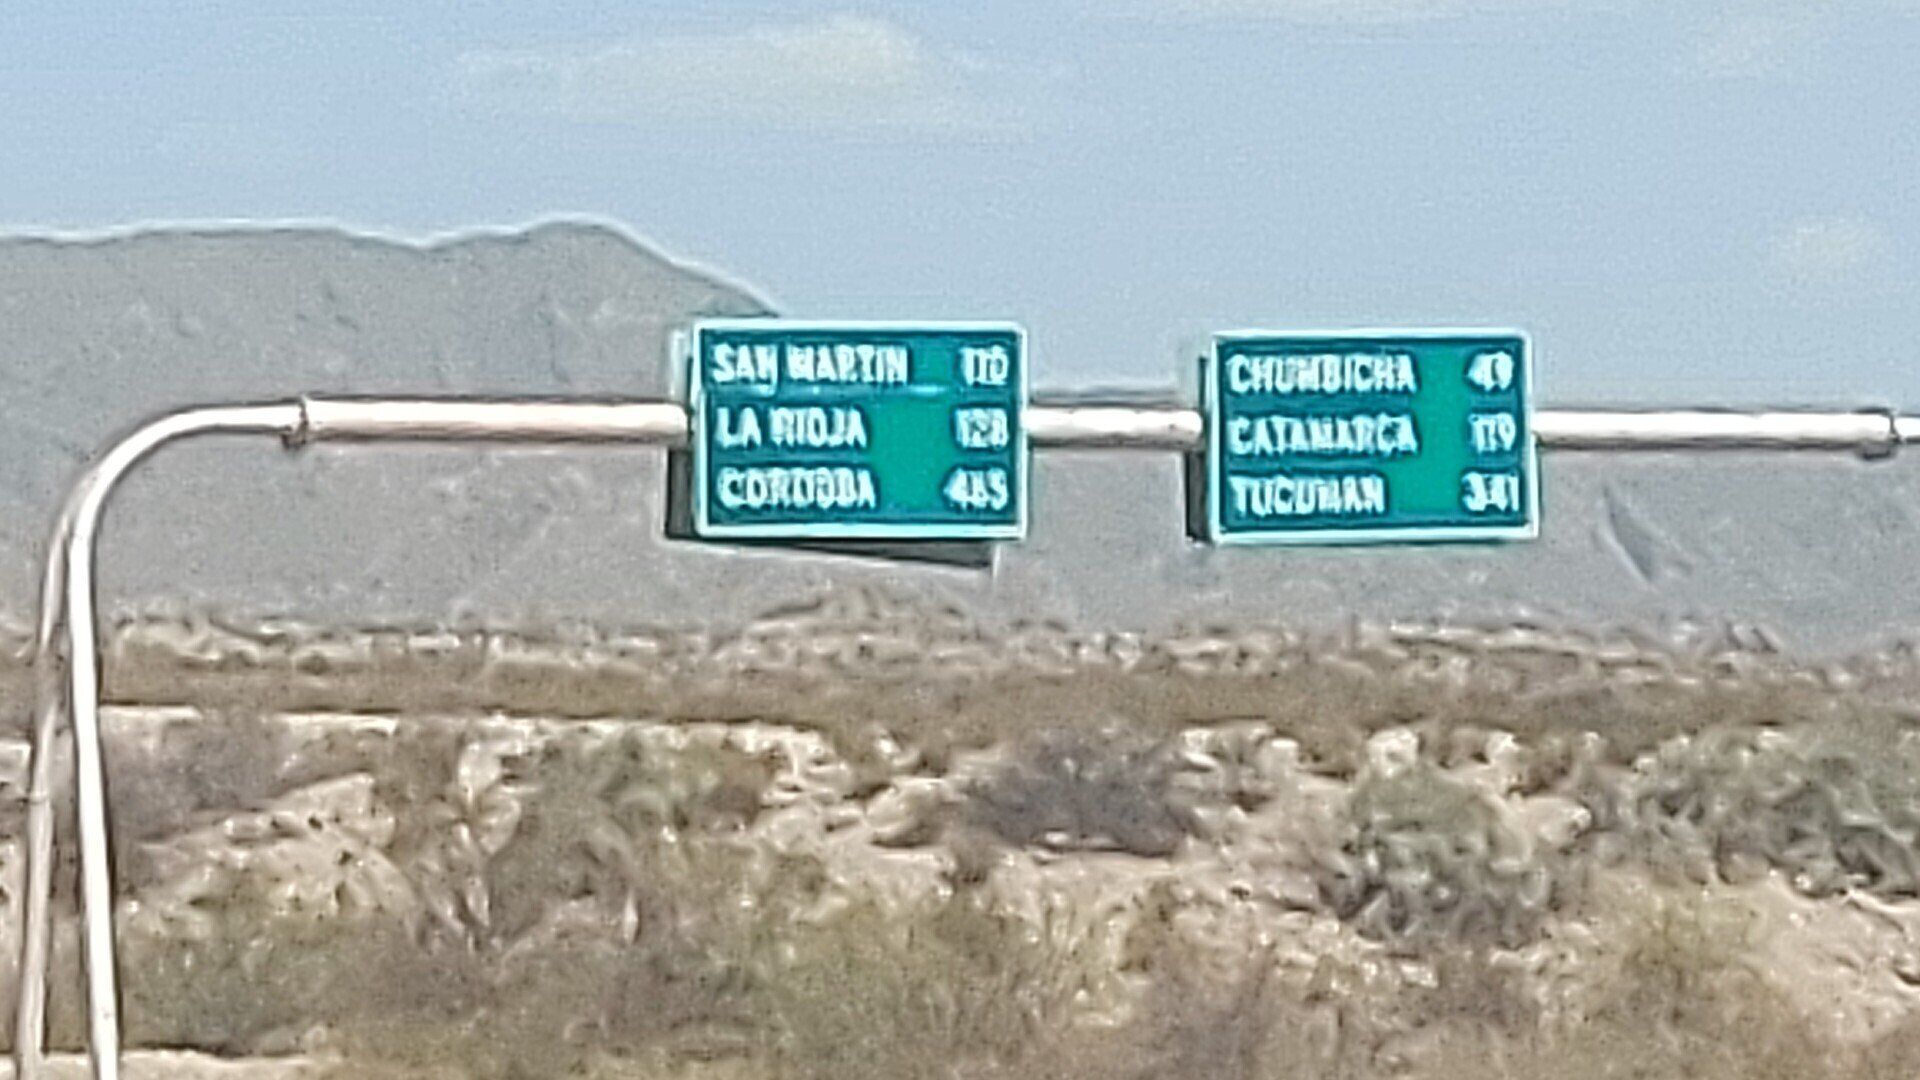 SAN MARTIN 110
LA RIOJA 128
CORDOBA 485
CHUMBICHA 49
CATAMARCA 119
TUCUMAN 341